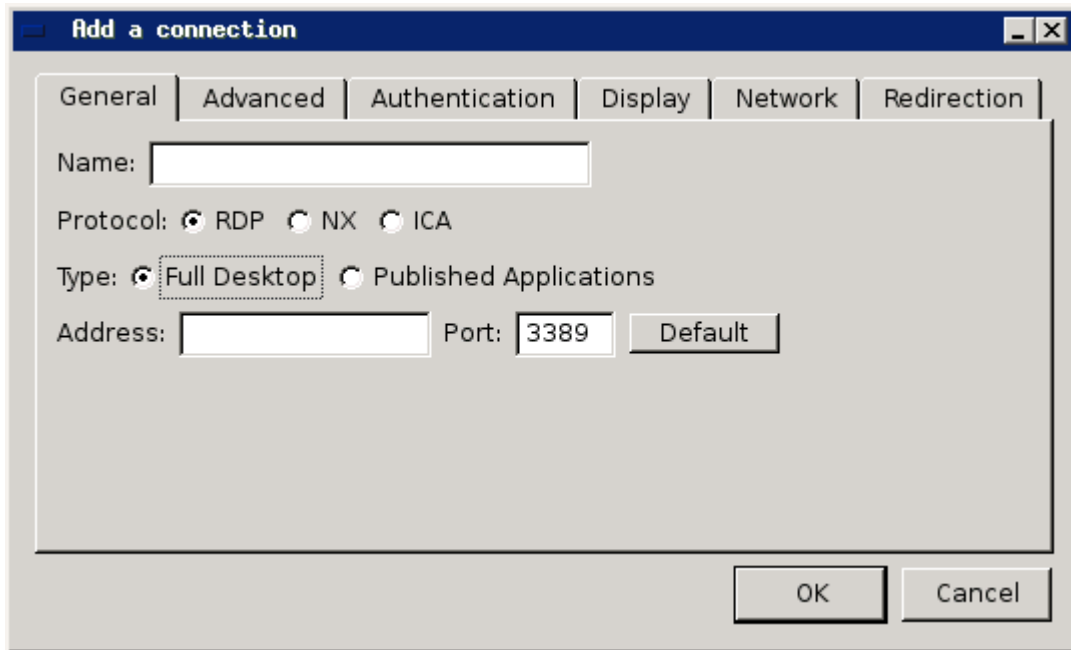 Add a connection
General Advanced Authentication Display Network Redirection
Name:
Protocol: RDP NX ICA
Type: Full Desktop Published Applications
Address: Port: 3389 Default
OK Cancel